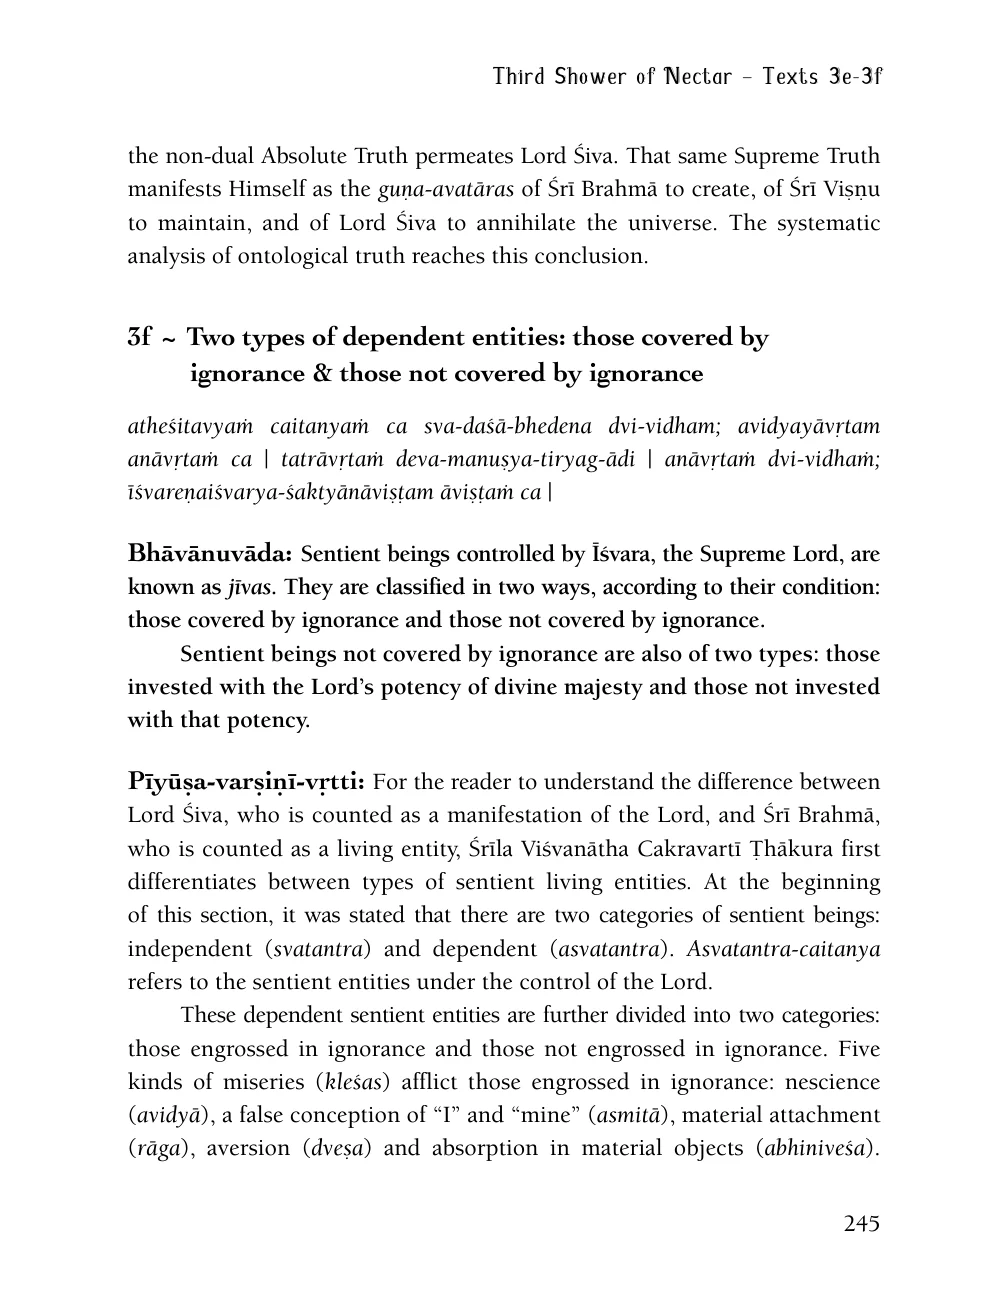 Third Shower of Nectar – Texts 3e-3f
the non-dual Absolute Truth permeates Lord Śiva. That same Supreme Truth
manifests Himself as the guṇa-avatāras of Śrī Brahmā to create, of Śrī Viṣṇu
to maintain, and of Lord Śiva to annihilate the universe. The systematic
analysis of ontological truth reaches this conclusion.
3f ~ Two types of dependent entities: those covered by
ignorance & those not covered by ignorance
atheśitavyaṁ caitanyaṁ ca sva-daśā-bhedena dvi-vidham; avidyayāvṛtam
anāvṛtaṁ ca | tatrāvṛtaṁ deva-manuṣya-tiryag-ādi | anāvṛtaṁ dvi-vidhaṁ;
īśvareṇaiśvarya-śaktyānāviṣṭam āviṣṭaṁ ca |
Bhāvānuvāda: Sentient beings controlled by Īśvara, the Supreme Lord, are
known as jīvas. They are classified in two ways, according to their condition:
those covered by ignorance and those not covered by ignorance.
Sentient beings not covered by ignorance are also of two types: those
invested with the Lord’s potency of divine majesty and those not invested
with that potency.
Pīyūṣa-varṣiṇī-vṛtti: For the reader to understand the difference between
Lord Śiva, who is counted as a manifestation of the Lord, and Śrī Brahmā,
who is counted as a living entity, Śrīla Viśvanātha Cakravartī Ṭhākura first
differentiates between types of sentient living entities. At the beginning
of this section, it was stated that there are two categories of sentient beings:
independent (svatantra) and dependent (asvatantra). Asvatantra-caitanya
refers to the sentient entities under the control of the Lord.
These dependent sentient entities are further divided into two categories:
those engrossed in ignorance and those not engrossed in ignorance. Five
kinds of miseries (kleśas) afflict those engrossed in ignorance: nescience
(avidyā), a false conception of “I” and “mine” (asmitā), material attachment
(rāga), aversion (dveṣa) and absorption in material objects (abhiniveśa).
245